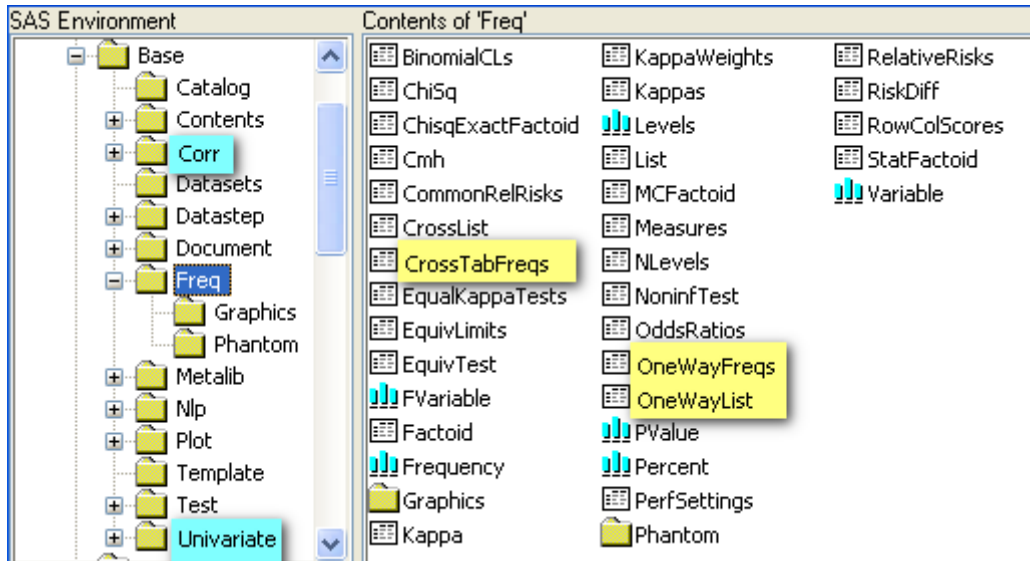 SAS Environment
Base
Catalog
Contents
Corr
Datasets
Datastep
Document
Freq
Graphics
Phantom
Metalib
Nlp
Plot
Template
Test
Univariate
Contents of 'Freq'
BinomialCLs
ChiSq
ChisqExactFactoid
Cmh
CommonRelRisks
CrossList
CrossTabFreqs
EqualKappaTests
EquivLimits
EquivTest
FVariable
Factoid
Frequency
Graphics
Kappa
KappaWeights
Kappas
Levels
List
MCFactoid
Measures
NLevels
NoninfTest
OddsRatios
OneWayFreqs
OneWayList
PValue
Percent
PerfSettings
Phantom
RelativeRisks
RiskDiff
RowColScores
StatFactoid
Variable